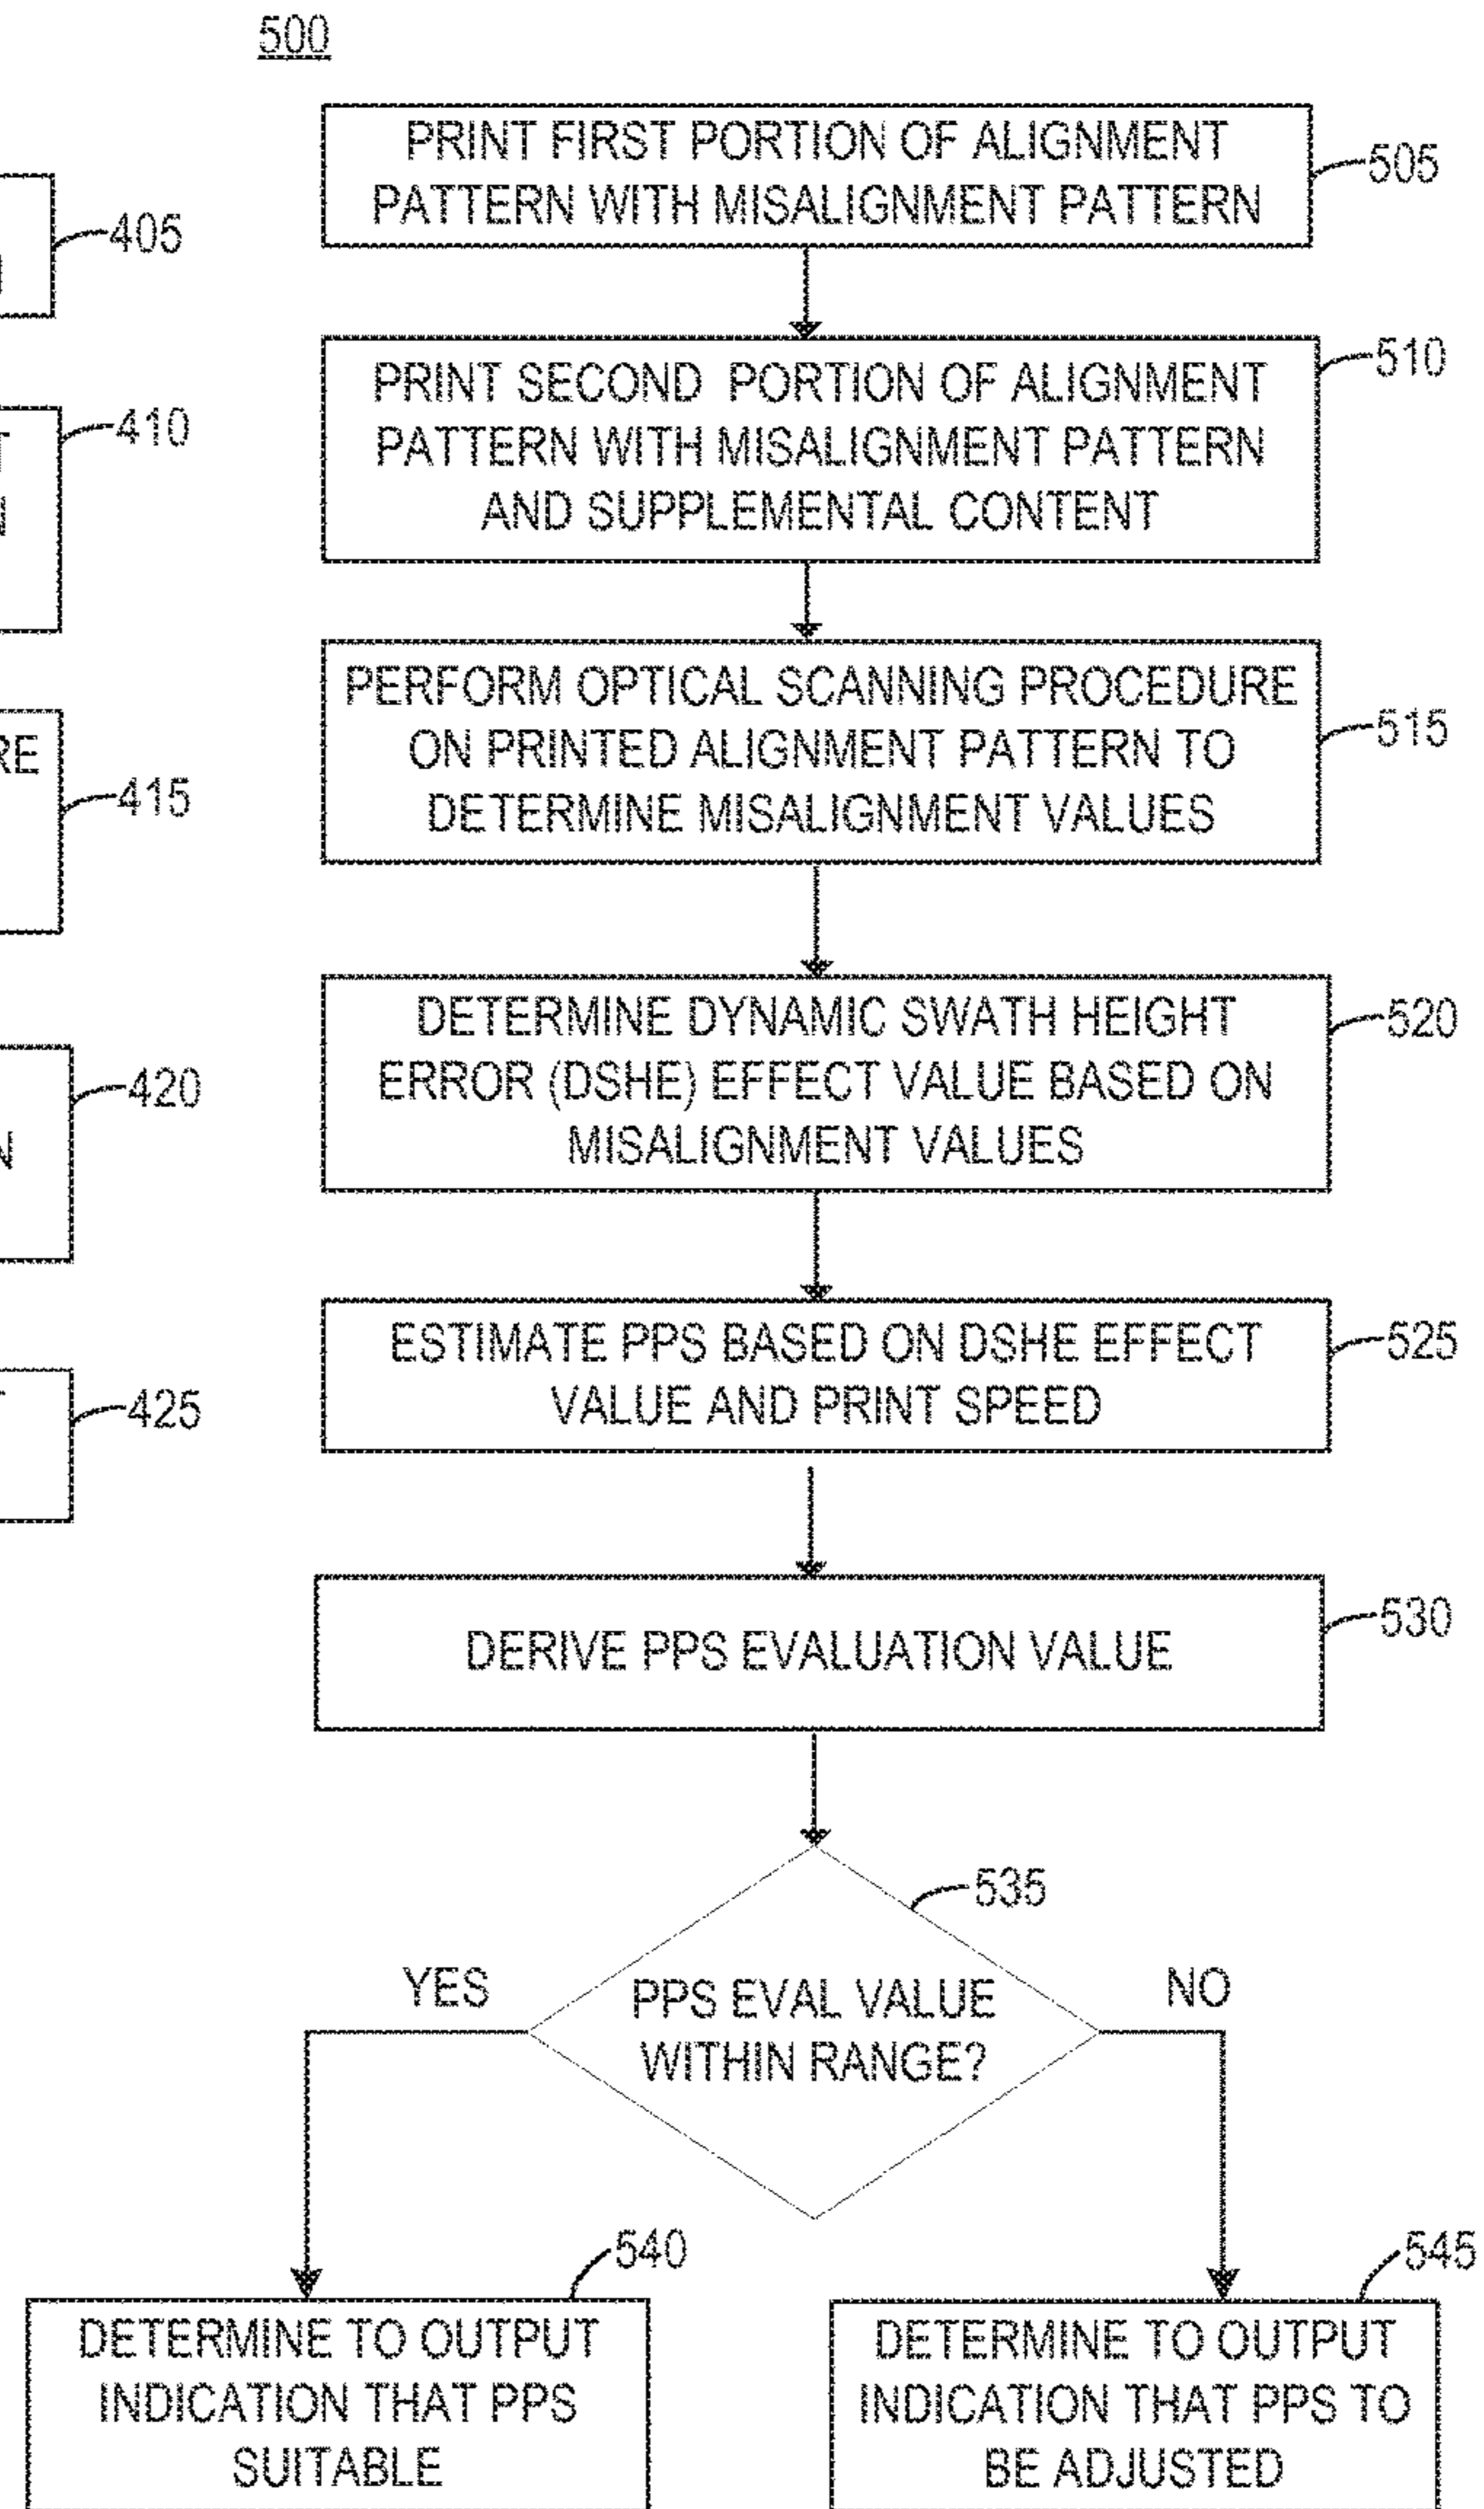 500
PRINT FIRST PORTION OF ALIGNMENT
PATTERN WITH MISALIGNMENT PATTERN
505
405
PRINT SECOND PORTION OF ALIGNMENT
PATTERN WITH MISALIGNMENT PATTERN
AND SUPPLEMENTAL CONTENT
510
410
PERFORM OPTICAL SCANNING PROCEDURE
ON PRINTED ALIGNMENT PATTERN TO
DETERMINE MISALIGNMENT VALUES
515
RE
415
DETERMINE DYNAMIC SWATH HEIGHT
ERROR (DSHE) EFFECT VALUE BASED ON
MISALIGNMENT VALUES
520
420
N
ESTIMATE PPS BASED ON DSHE EFFECT
VALUE AND PRINT SPEED
525
425
DERIVE PPS EVALUATION VALUE
530
535
PPS EVAL VALUE
WITHIN RANGE?
YES
NO
540
DETERMINE TO OUTPUT
INDICATION THAT PPS
SUITABLE
545
DETERMINE TO OUTPUT
INDICATION THAT PPS TO
BE ADJUSTED